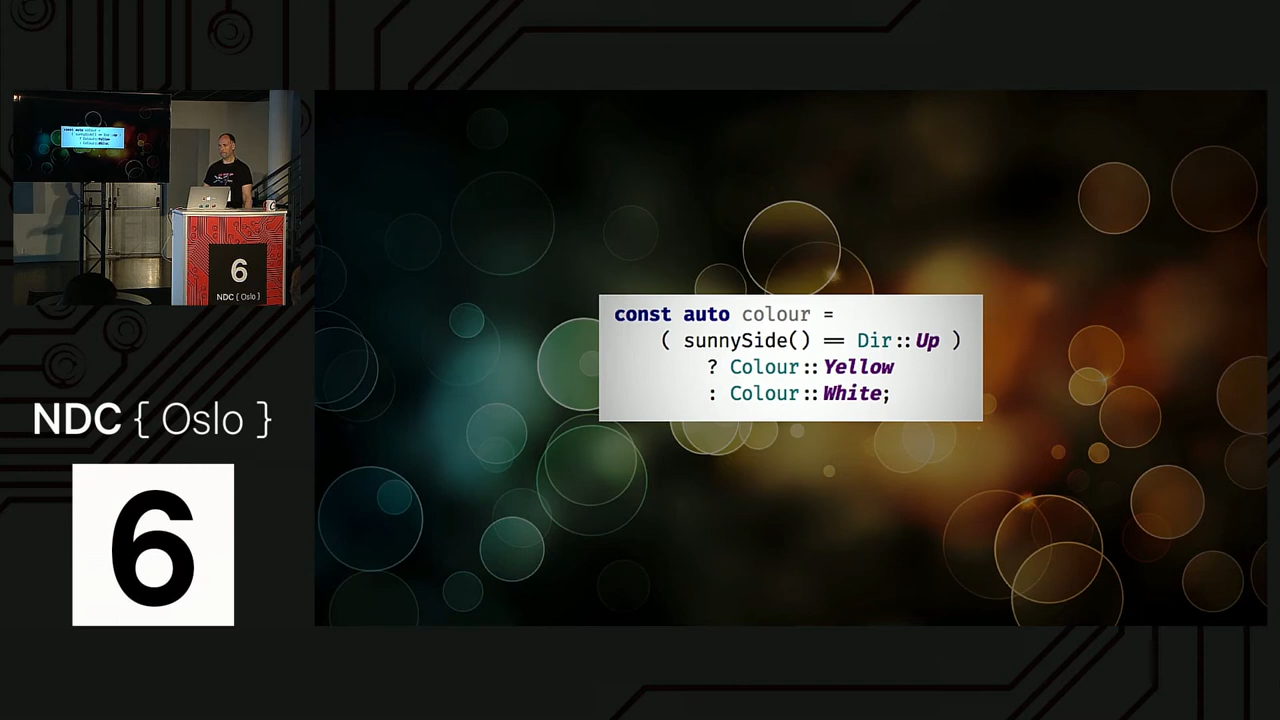 const auto colour =
( sunnySide() == Dir::Up )
? Colour::Yellow
: Colour::White;
6
NDC { Oslo }
NDC { Oslo }
6